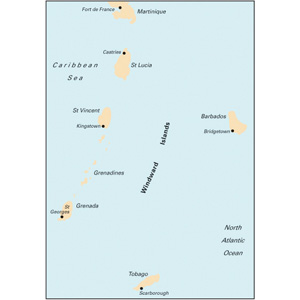 Fort de France
Martinique
Castries
Caribbean
Sea
St Lucia
St Vincent
Kingstown
Barbados
Bridgetown
Windward Islands
Grenadines
St
Georges
Grenada
North
Atlantic
Ocean
Tobago
Scarborough